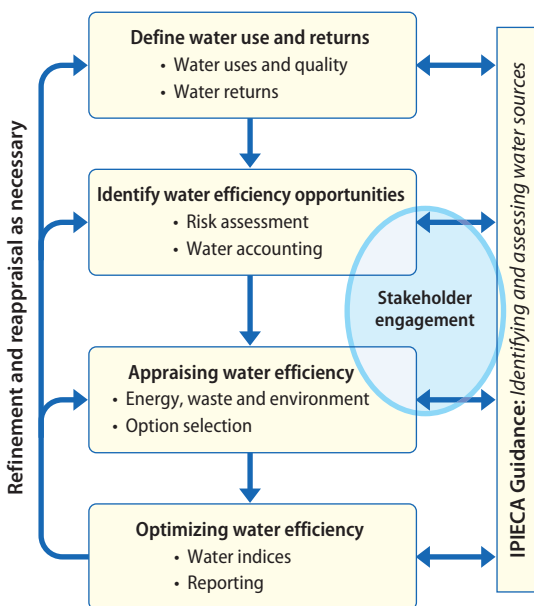 Define water use and returns
• Water uses and quality
• Water returns
Identify water efficiency opportunities
• Risk assessment
• Water accounting
Stakeholder
engagement
Appraising water efficiency
• Energy, waste and environment
• Option selection
Optimizing water efficiency
• Water indices
• Reporting
Refinement and reappraisal as necessary
IPIECA Guidance: Identifying and assessing water sources